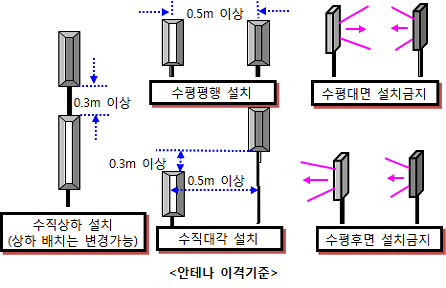 0.5m 이상
수평평행 설치
수평대면 설치금지
0.3m 이상
수직상하 설치
(상하 배치는 변경가능)
0.3m 이상
0.5m 이상
수직대각 설치
수평후면 설치금지
<안테나 이격기준>